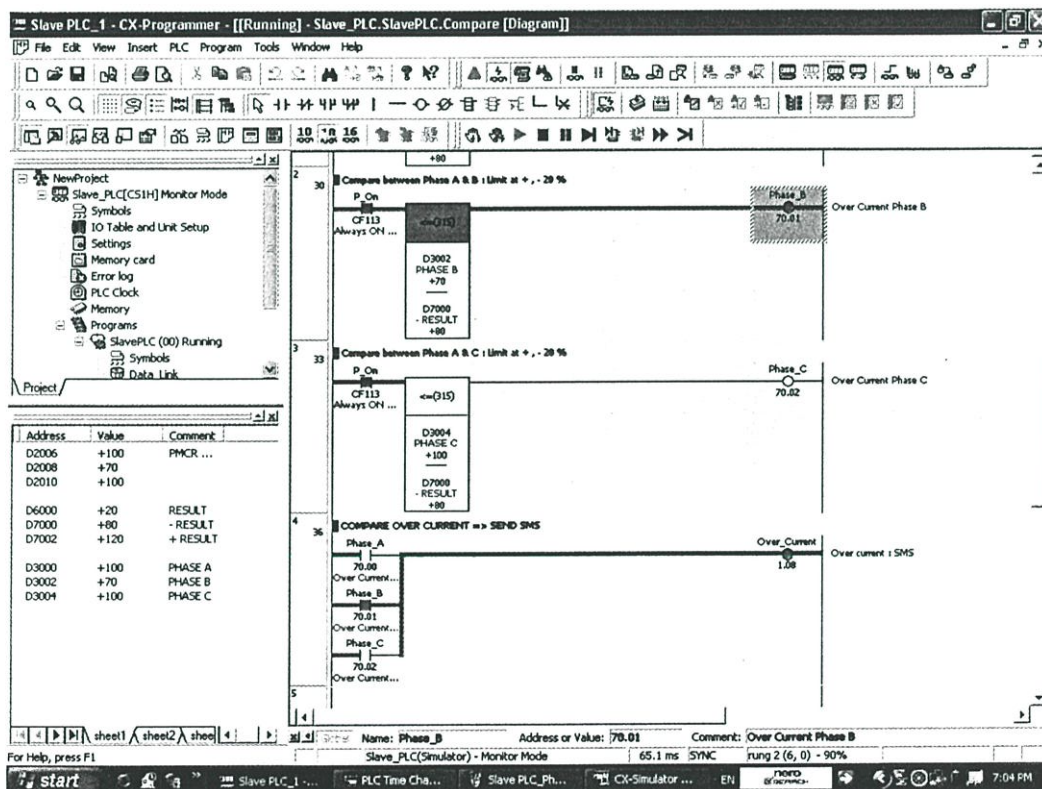 Slave PLC_1 - CX-Programmer - [[Running] - Slave_PLC.SlavePLC.Compare [Diagram]]
File Edit View Insert PLC Program Tools Window Help
10 16
NewProject
Slave_PLC[CS1H] Monitor Mode
Symbols
IO Table and Unit Setup
Settings
Memory card
Error log
PLC Clock
Memory
Programs
SlavePLC (00) Running
Symbols
Data_Link
Project
Address Value Comment
D2006 +100 PMCR ...
D2008 +70
D2010 +100
D6000 +20 RESULT
D7000 +80 - RESULT
D7002 +120 + RESULT
D3000 +100 PHASE A
D3002 +70 PHASE B
D3004 +100 PHASE C
sheet1 sheet2 shee
+80
2
30
Compare between Phase A & B : Limit at + , - 20 %
P_On
CF113
Always ON ...
<=(315)
D3002
PHASE B
+70
D7000
- RESULT
+80
Phase_B
70.01
Over Current Phase B
3
33
Compare between Phase A & C : Limit at + , - 20 %
P_On
CF113
Always ON ...
<=(315)
D3004
PHASE C
+100
D7000
- RESULT
+80
Phase_C
70.02
Over Current Phase C
4
36
COMPARE OVER CURRENT => SEND SMS
Phase_A
70.00
Over Current...
Phase_B
70.01
Over Current...
Phase_C
70.02
Over Current...
Over_Current
1.08
Over current : SMS
5
Name: Phase_B Address or Value: 70.01 Comment: Over Current Phase B
For Help, press F1 Slave_PLC(Simulator) - Monitor Mode 65.1 ms SYNC rung 2 (6, 0) - 90%
start Slave PLC_1 -... PLC Time Cha... Slave PLC_Ph... CX-Simulator ... EN nero SEARCH 7:04 PM